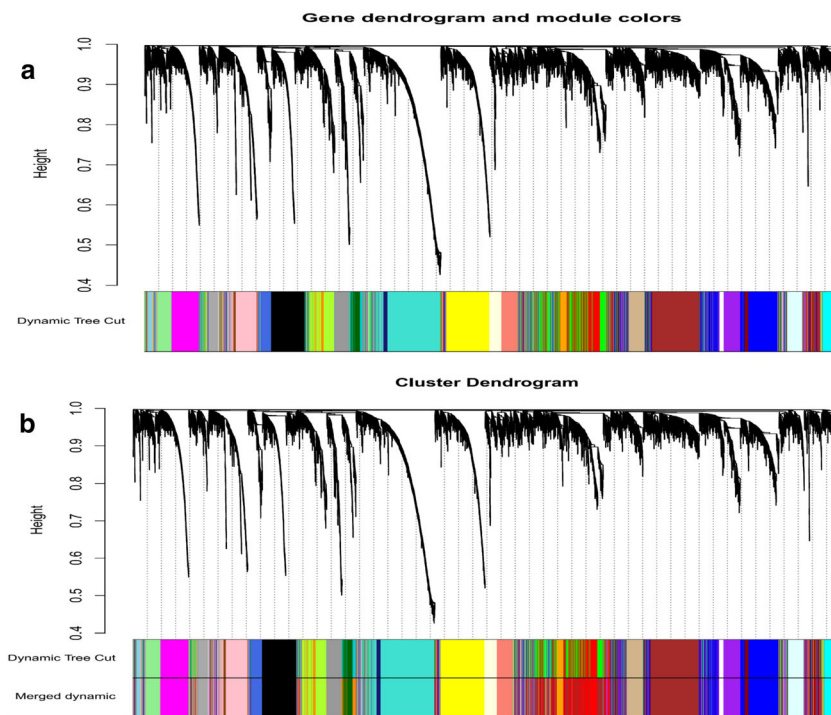 Gene dendrogram and module colors
a
Height
1.0
0.9
0.8
0.7
0.6
0.5
0.4
Dynamic Tree Cut
Cluster Dendrogram
b
Height
1.0
0.9
0.8
0.7
0.6
0.5
0.4
Dynamic Tree Cut
Merged dynamic